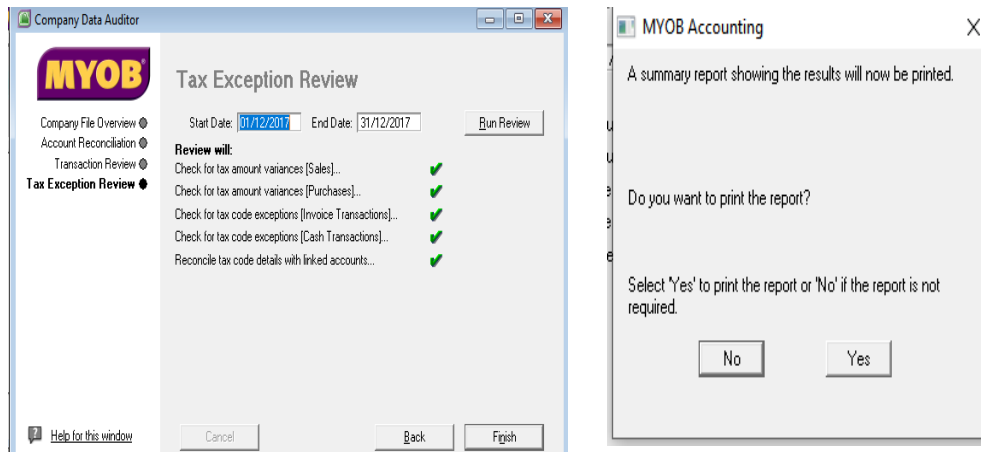 Company Data Auditor
MYOB
Tax Exception Review
Company File Overview
Account Reconciliation
Transaction Review
Tax Exception Review
Start Date: 01/12/2017 End Date: 31/12/2017 Run Review
Review will:
Check for tax amount variances [Sales]...
Check for tax amount variances [Purchases]...
Check for tax code exceptions [Invoice Transactions]...
Check for tax code exceptions [Cash Transactions]...
Reconcile tax code details with linked accounts...
Help for this window
Cancel
Back
Finish
MYOB Accounting
A summary report showing the results will now be printed.
Do you want to print the report?
Select 'Yes' to print the report or 'No' if the report is not
required.
No
Yes